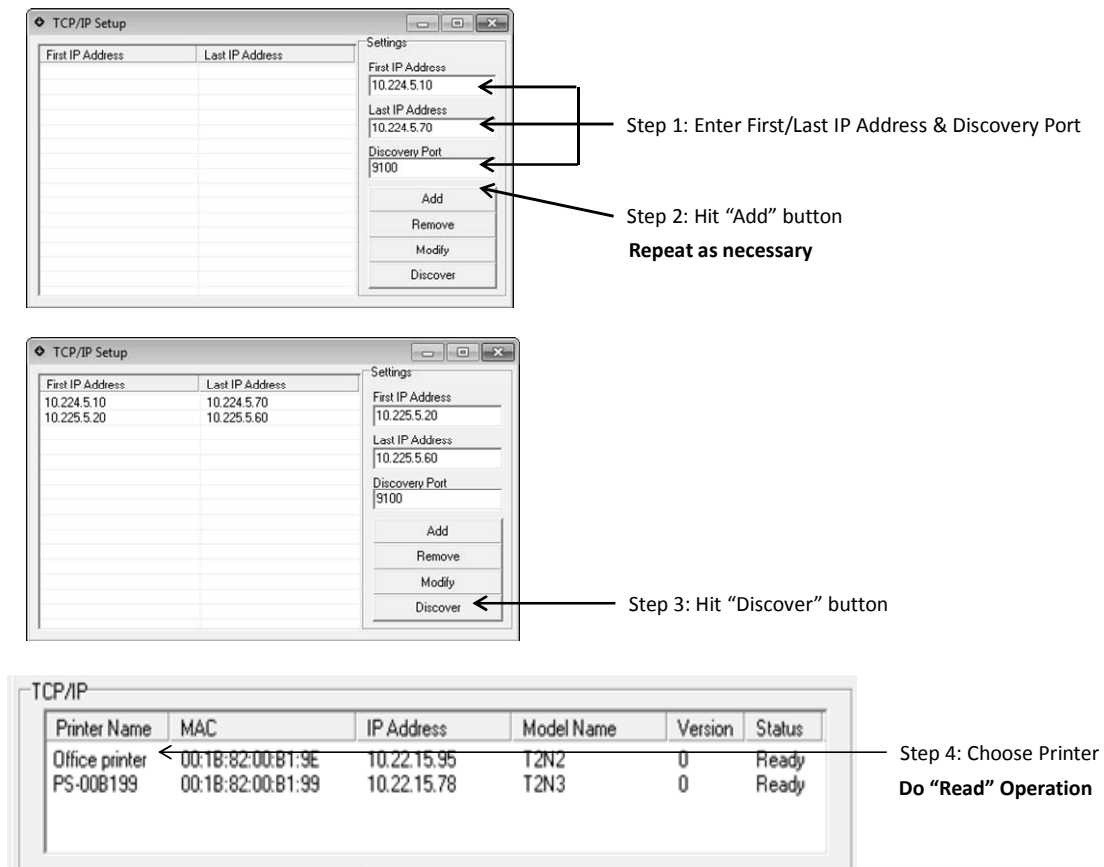 TCP/IP Setup
First IP Address Last IP Address
Settings
First IP Address
10.224.5.10
Last IP Address
10.224.5.70
Discovery Port
9100
Add
Remove
Modify
Discover
Step 1: Enter First/Last IP Address & Discovery Port
Step 2: Hit “Add” button
Repeat as necessary
TCP/IP Setup
First IP Address Last IP Address
10.224.5.10 10.224.5.70
10.225.5.20 10.225.5.60
Settings
First IP Address
10.225.5.20
Last IP Address
10.225.5.60
Discovery Port
9100
Add
Remove
Modify
Discover
Step 3: Hit “Discover” button
TCP/IP
Printer Name MAC IP Address Model Name Version Status
Office printer 00:1B:82:00:B1:9E 10.22.15.95 T2N2 0 Ready
PS-00B199 00:1B:82:00:B1:99 10.22.15.78 T2N3 0 Ready
Step 4: Choose Printer
Do “Read” Operation